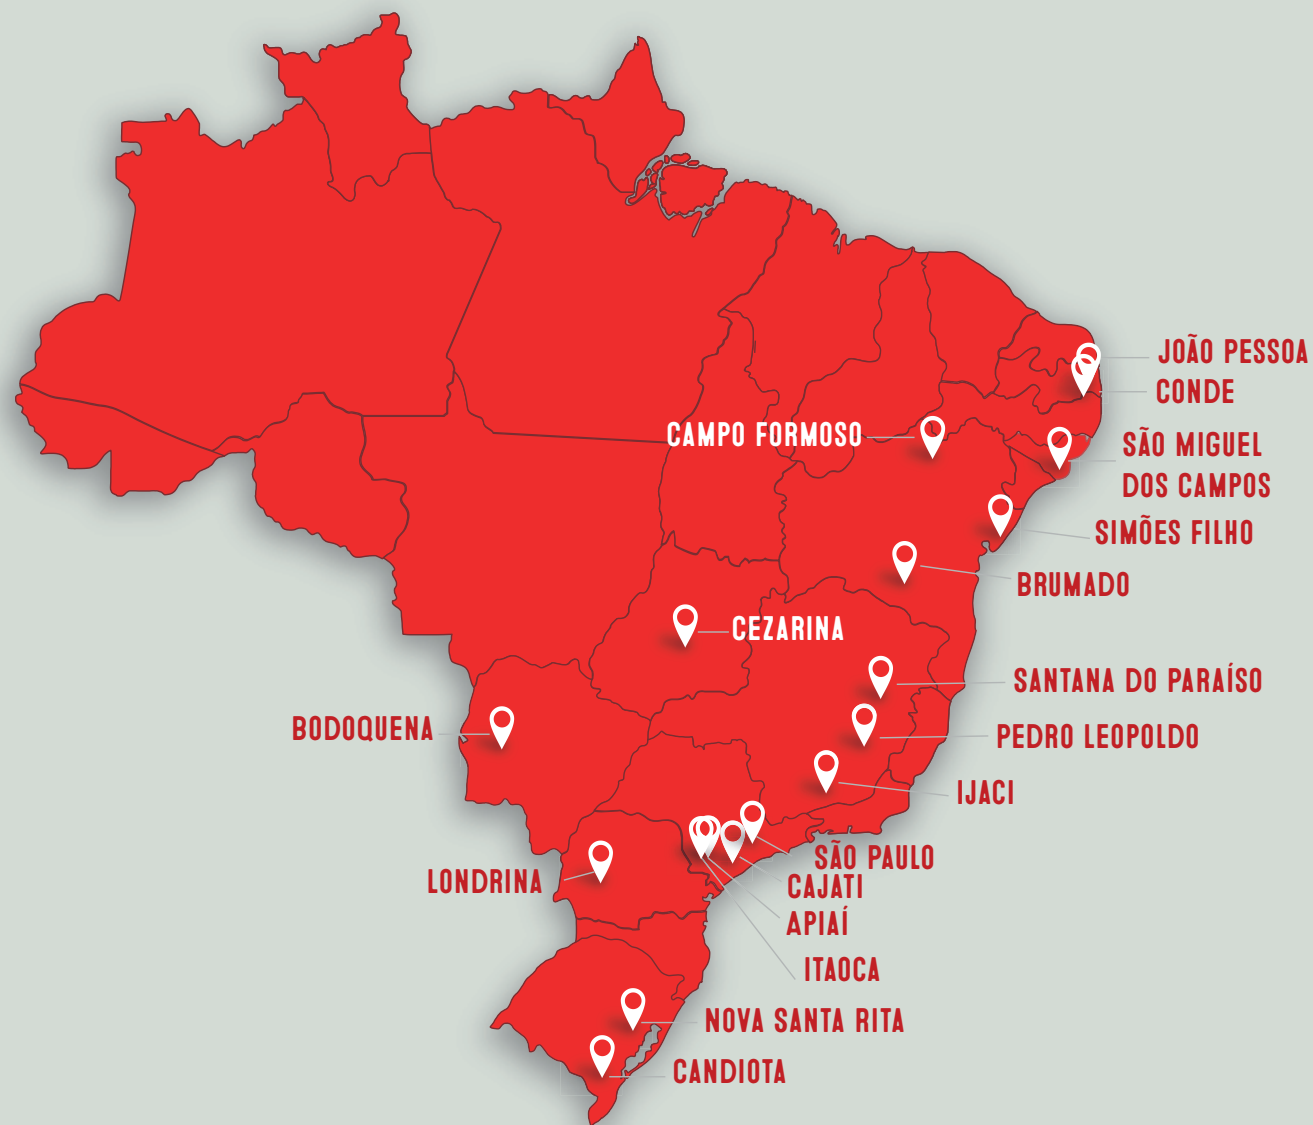 JOÃO PESSOA
CONDE
CAMPO FORMOSO
SÃO MIGUEL
DOS CAMPOS
SIMÕES FILHO
BRUMADO
CEZARINA
SANTANA DO PARAÍSO
BODOQUENA
PEDRO LEOPOLDO
IJACI
SÃO PAULO
LONDRINA
CAJATI
APIAÍ
ITAOCA
NOVA SANTA RITA
CANDIOTA